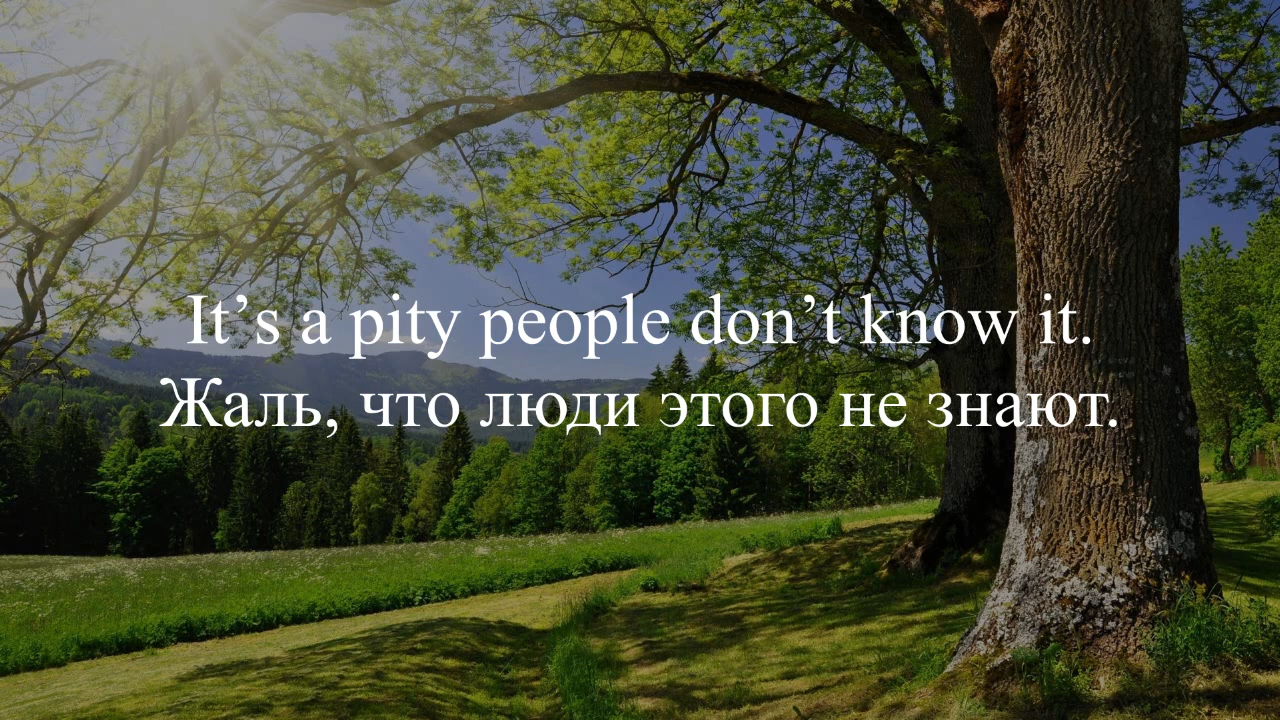 It’s a pity people don’t know it.
Жаль, что люди этого не знают.